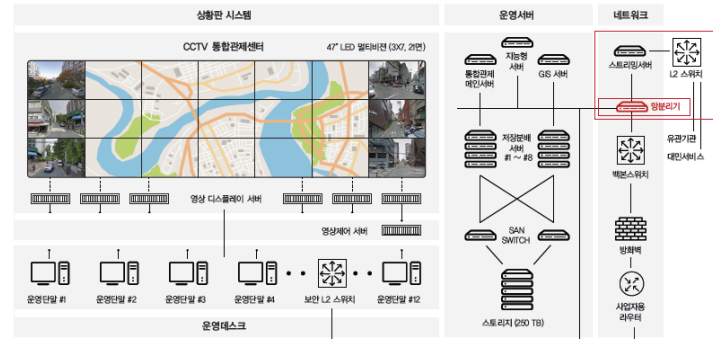 상황판 시스템
CCTV 통합관제센터
47" LED 멀티비젼 (3X7, 21면)
영상 디스플레이 서버
영상제어 서버
운영단말 #1
운영단말 #2
운영단말 #3
운영단말 #4
보안 L2 스위치
운영단말 #12
운영데스크
운영서버
지능형
서버
통합관제
메인서버
GIS 서버
저장분배
서버
#1 ~ #8
SAN
SWITCH
스토리지 (250 TB)
네트워크
스트리밍서버
L2 스위치
망분리기
유관기관
대민서비스
백본스위치
방화벽
사업자용
라우터